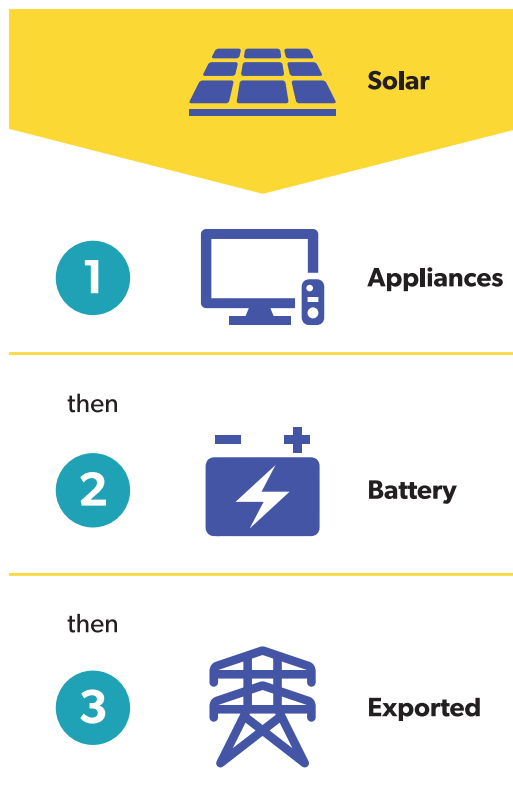 Solar
1
Appliances
then
2
Battery
then
3
Exported